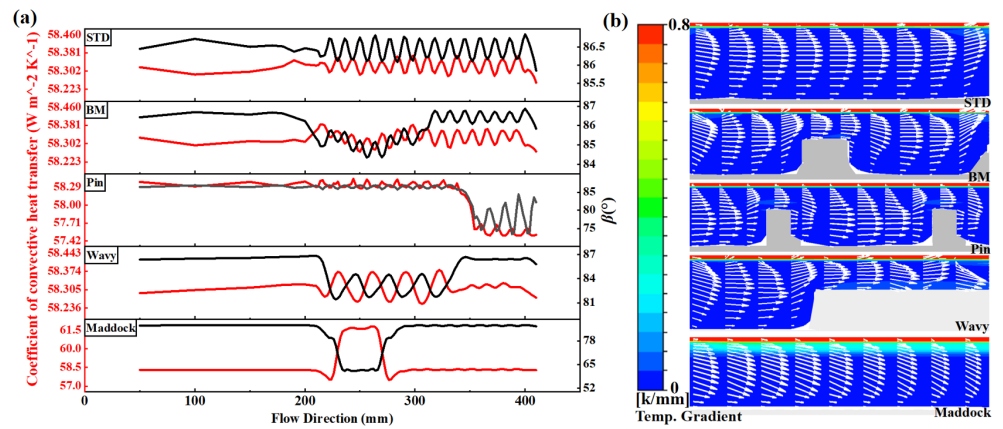 (a)
Coefficient of convective heat transfer (W m^-2 K^-1)
STD
58.460
58.381
58.302
58.223
86.5
86
85.5
BM
58.460
58.381
58.302
58.223
87
86
85
84
Pin
58.29
58.00
57.71
57.42
85
80
75
β(°)
Wavy
58.443
58.374
58.305
58.236
87
84
81
Maddock
61.5
60.0
58.5
57.0
78
65
52
0 100 200 300 400
Flow Direction (mm)
(b)
0.8
0
[k/mm]
Temp. Gradient
STD
BM
Pin
Wavy
Maddock